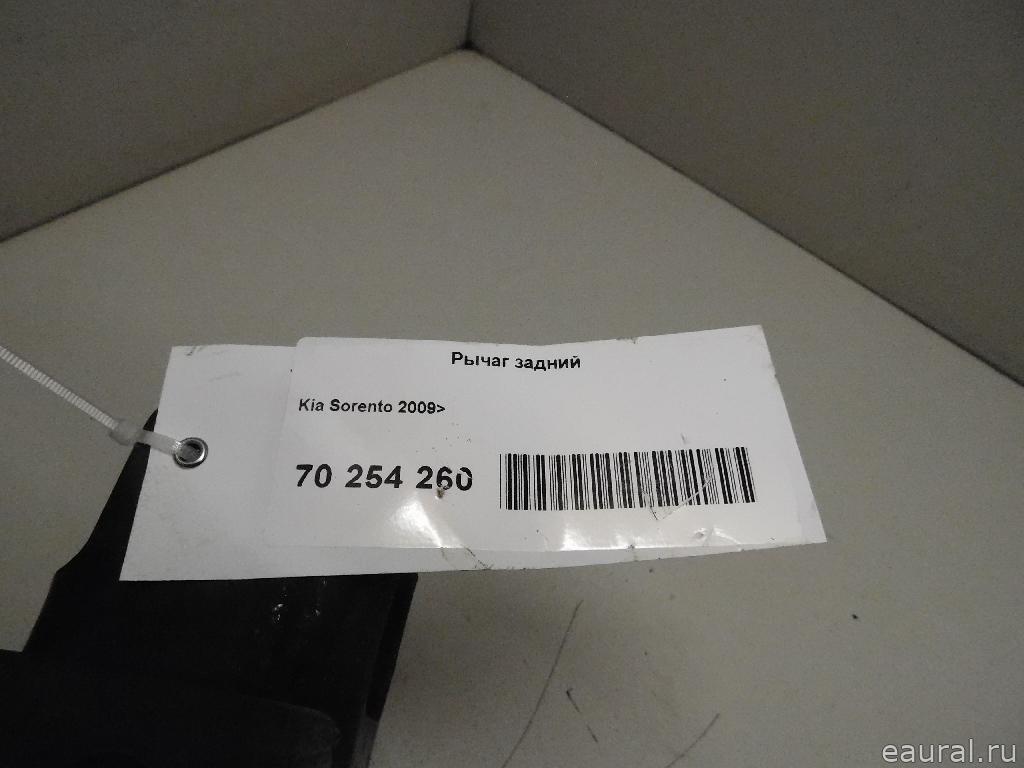 Рычаг задний
Kia Sorento 2009>
70 254 260
eaural.ru